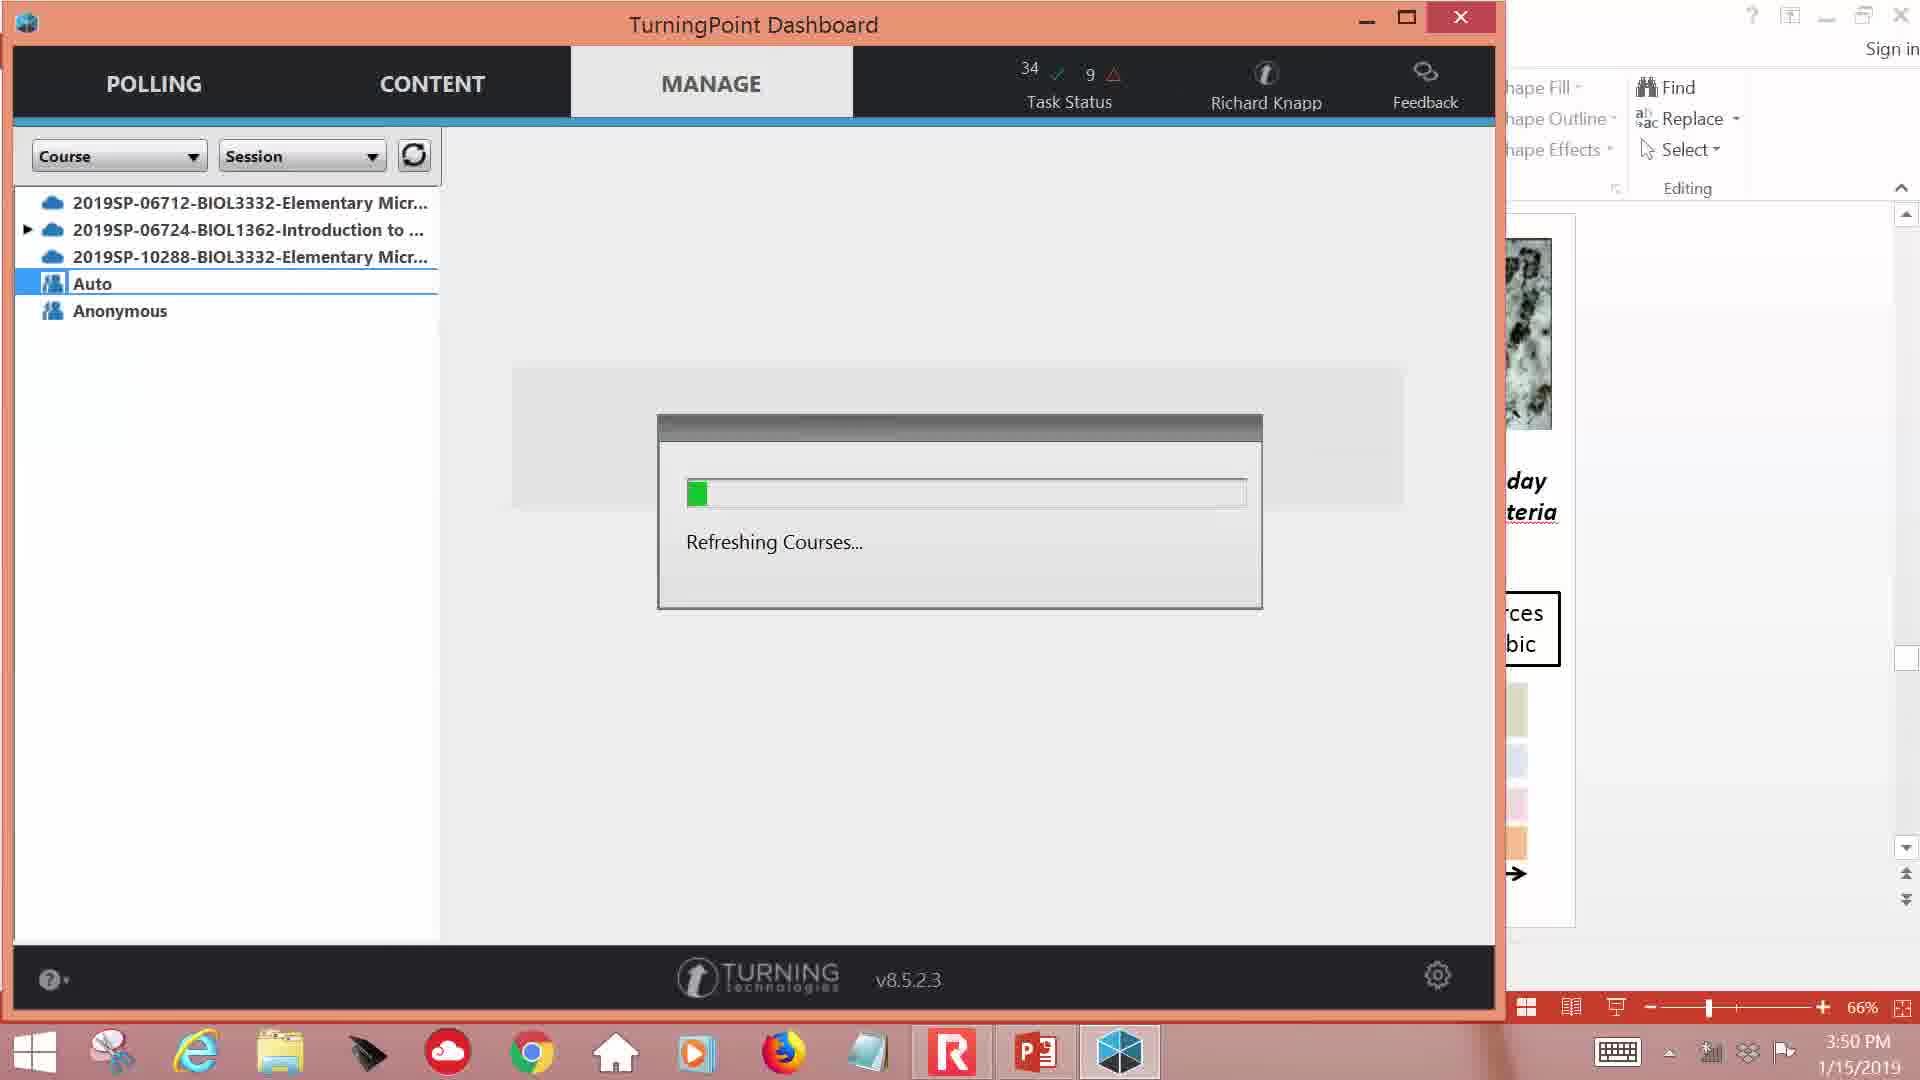 TurningPoint Dashboard
Sign in
POLLING
CONTENT
MANAGE
34
9
Task Status
Richard Knapp
Feedback
hape Fill
hape Outline
hape Effects
Find
Replace
Select
Editing
Course
Session
2019SP-06712-BIOL3332-Elementary Micr...
2019SP-06724-BIOL1362-Introduction to ...
2019SP-10288-BIOL3332-Elementary Micr...
Auto
Anonymous
Refreshing Courses...
day
teria
rces
bic
TURNING
technologies
v8.5.2.3
66%
3:50 PM
1/15/2019